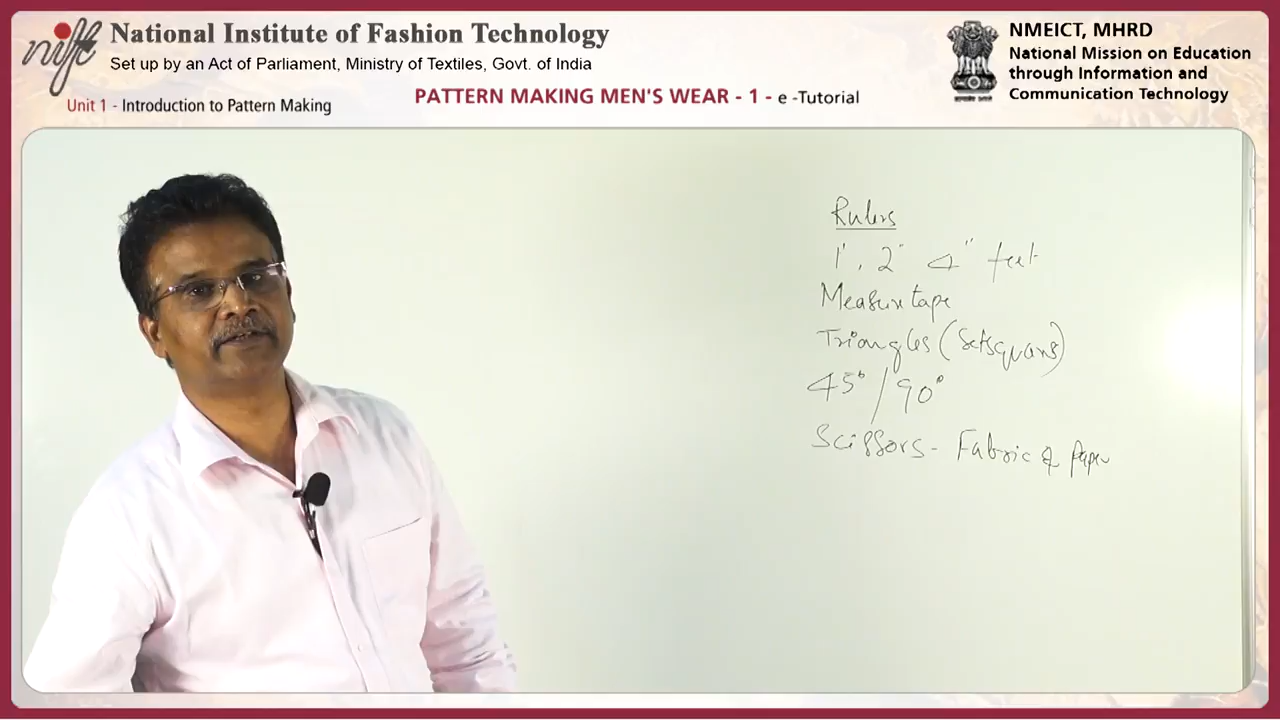 nift
National Institute of Fashion Technology
Set up by an Act of Parliament, Ministry of Textiles, Govt. of India
Unit 1 - Introduction to Pattern Making
PATTERN MAKING MEN'S WEAR - 1 - e -Tutorial
NMEICT, MHRD
National Mission on Education
through Information and
Communication Technology
Rulers
1', 2" 4" feet
Measure tape
Triangles (Setsquares)
45° / 90°
Scissors - Fabric & paper